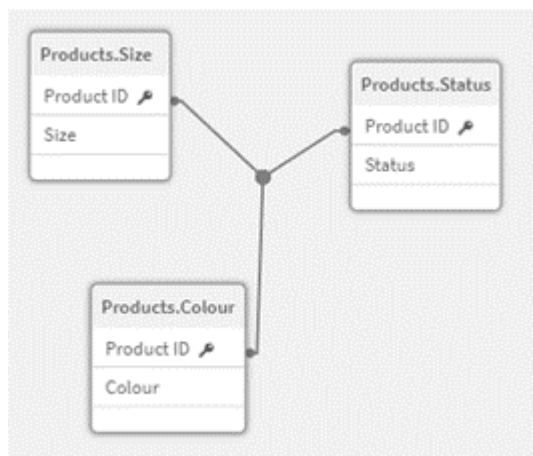 Products.Size
Product ID
Size
Products.Status
Product ID
Status
Products.Colour
Product ID
Colour